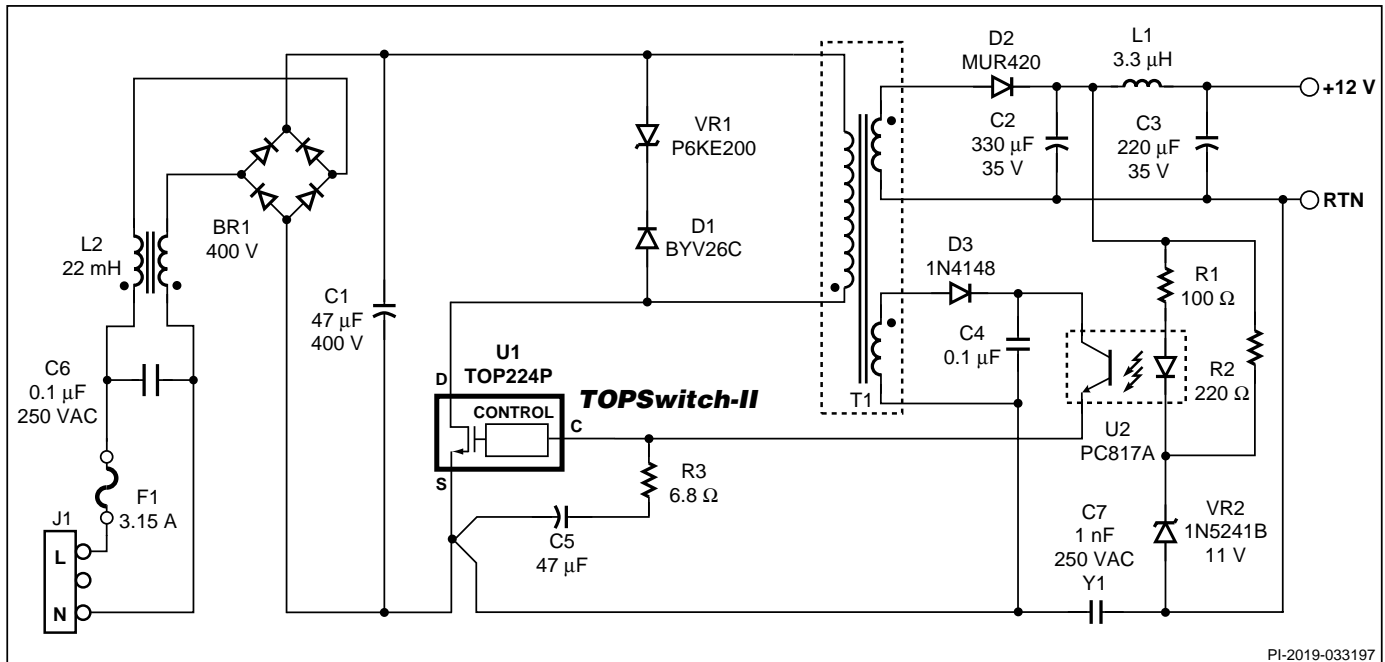 D2
MUR420
L1
3.3 μH
+12 V
VR1
P6KE200
C2
330 μF
35 V
C3
220 μF
35 V
RTN
BR1
400 V
D1
BYV26C
L2
22 mH
D3
1N4148
R1
100 Ω
C1
47 μF
400 V
C4
0.1 μF
R2
220 Ω
U1
TOP224P
TOPSwitch-II
T1
C6
0.1 μF
250 VAC
D
CONTROL
C
S
U2
PC817A
R3
6.8 Ω
F1
3.15 A
J1
L
N
C5
47 μF
C7
1 nF
250 VAC
Y1
VR2
1N5241B
11 V
PI-2019-033197